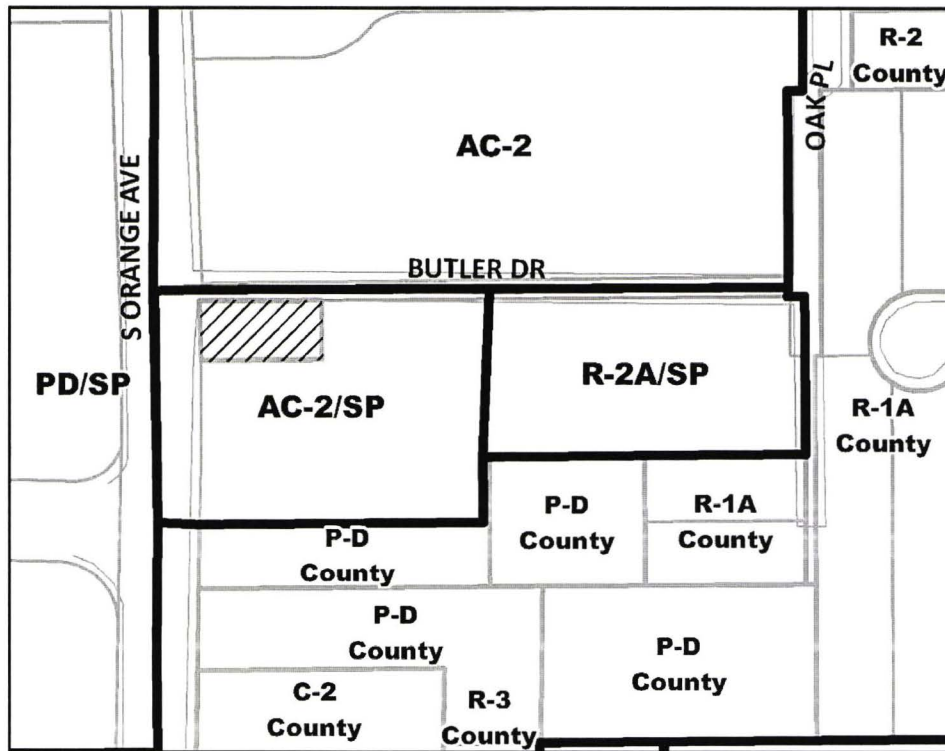 R-2
County
OAK PL
AC-2
S ORANGE AVE
BUTLER DR
PD/SP
AC-2/SP
R-2A/SP
R-1A
County
P-D
County
P-D
County
R-1A
County
P-D
County
P-D
County
C-2
County
R-3
County